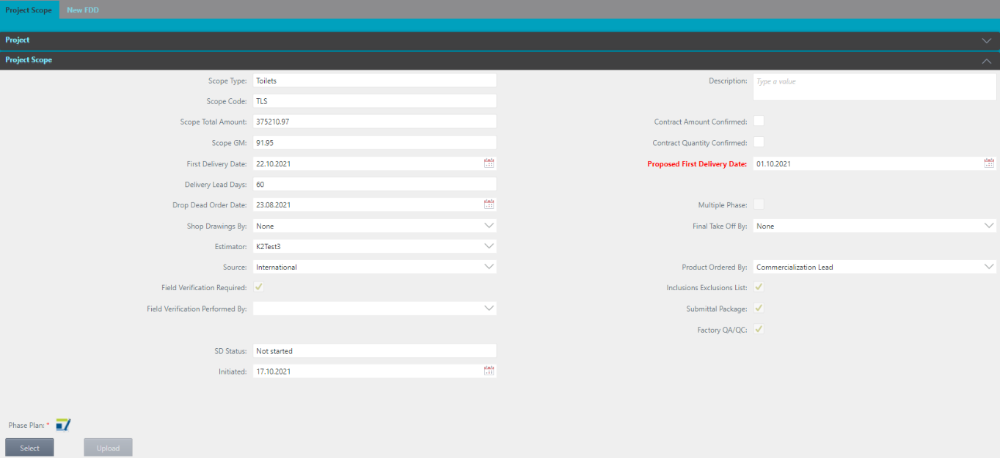 Project Scope New FDD
Project
Project Scope
Scope Type: Toilets Description: Type a value
Scope Code: TLS
Scope Total Amount: 375210.97 Contract Amount Confirmed:
Scope GM: 91.95 Contract Quantity Confirmed:
First Delivery Date: 22.10.2021 Proposed First Delivery Date: 01.10.2021
Delivery Lead Days: 60
Drop Dead Order Date: 23.08.2021 Multiple Phase:
Shop Drawings By: None Final Take Off By: None
Estimator: K2Test3
Source: International Product Ordered By: Commercialization Lead
Field Verification Required: Inclusions Exclusions List:
Field Verification Performed By: Submittal Package:
Factory QA/QC:
SD Status: Not started
Initiated: 17.10.2021
Phase Plan: *
Select Upload